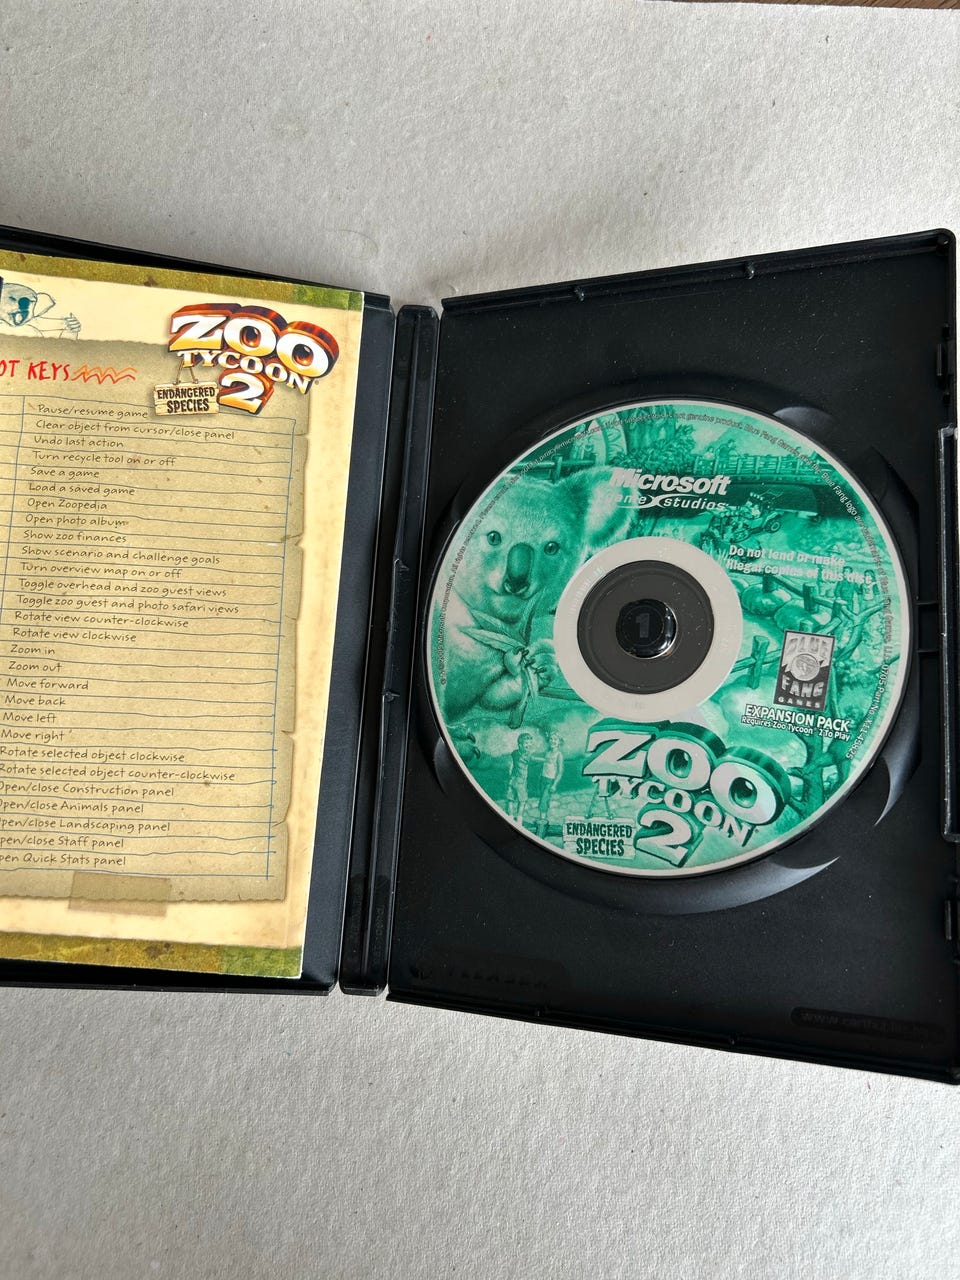 OT KEYS
ZOO
TYCOON
2
ENDANGERED
SPECIES
Pause/resume game
Clear object from cursor/close panel
Undo last action
Turn recycle tool on or off
Save a game
Load a saved game
Open Zoopedia
Open photo album
Show zoo finances
Show scenario and challenge goals
Turn overview map on or off
Toggle overhead and zoo guest views
Toggle zoo guest and photo safari views
Rotate view counter-clockwise
Rotate view clockwise
Zoom in
Zoom out
Move forward
Move back
Move left
Move right
Rotate selected object clockwise
Rotate selected object counter-clockwise
Open/close Construction panel
Open/close Animals panel
pen/close Landscaping panel
pen/close Staff panel
pen Quick Stats panel
Microsoft
game studios
Do not lend or make
illegal copies of this disc.
1
BLUE
FANG
GAMES
EXPANSION PACK
Requires Zoo Tycoon 2 To Play
ZOO
TYCOON
2
ENDANGERED
SPECIES